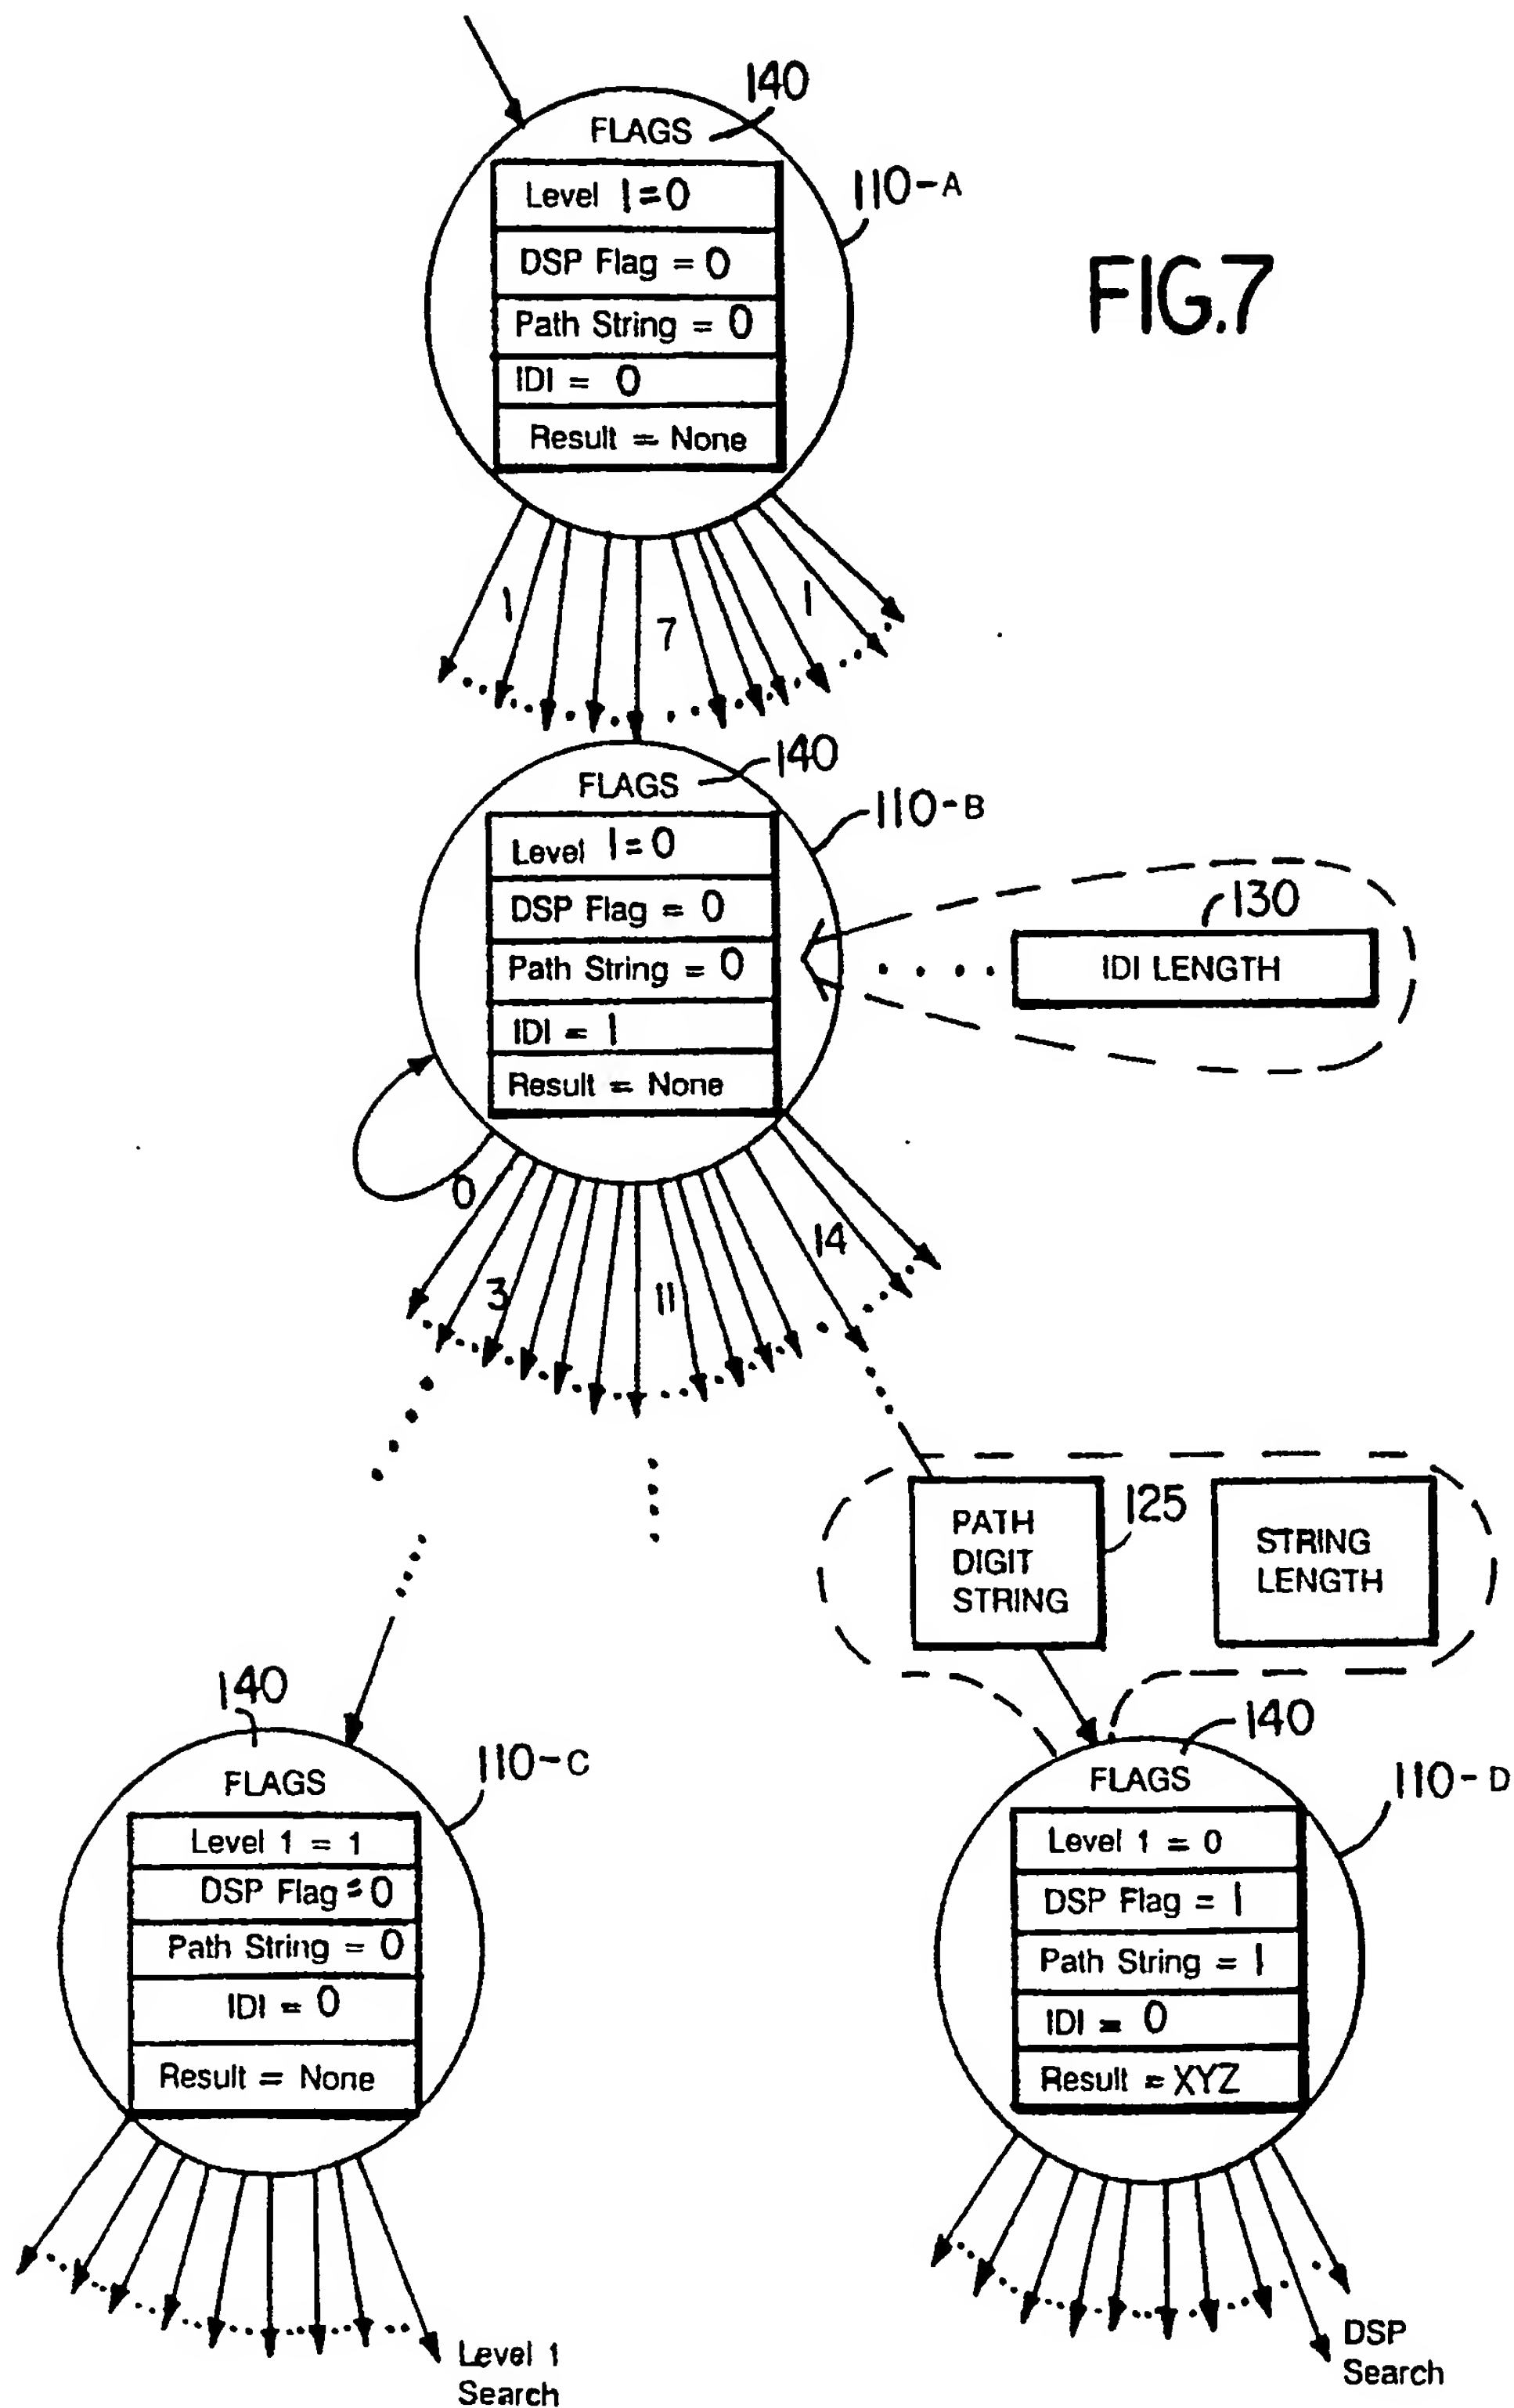 140
FLAGS
110-A
Level 1=0
FIG.7
DSP Flag = 0
Path String = 0
IDI = 0
Result = None
1
7
1
140
FLAGS
110-B
Level 1=0
130
DSP Flag = 0
Path String = 0
IDI LENGTH
IDI = 1
Result = None
0
14
3
11
125
PATH
DIGIT
STRING
STRING
LENGTH
140
FLAGS
110-C
Level 1 = 1
DSP Flag = 0
Path String = 0
IDI = 0
Result = None
Level 1
Search
140
FLAGS
110-D
Level 1 = 0
DSP Flag = 1
Path String = 1
IDI = 0
Result = XYZ
DSP
Search